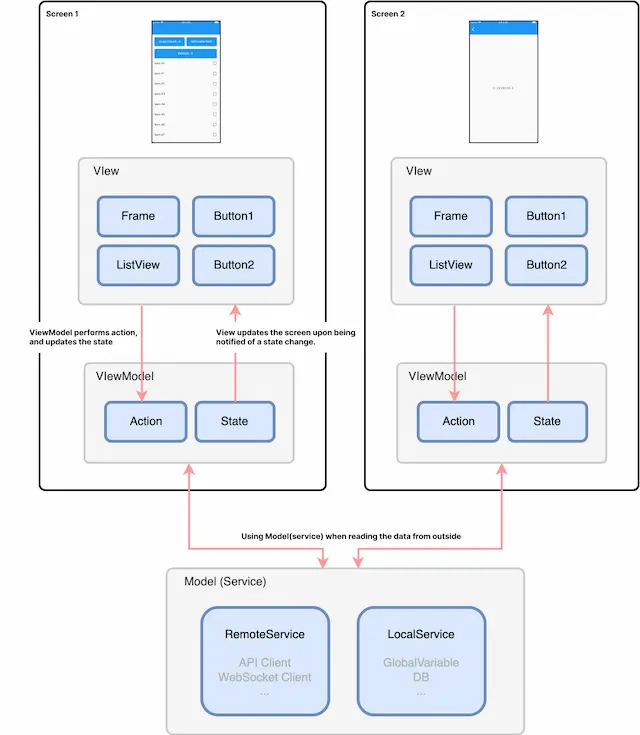 Screen 1
Screen 2
VIew
Frame
Button1
ListView
Button2
VIew
Frame
Button1
ListView
Button2
ViewModel performs action,
and updates the state
View updates the screen upon being
notified of a state change.
VIewModel
Action
State
VIewModel
Action
State
Using Model(service) when reading the data from outside
Model (Service)
RemoteService
API Client
WebSocket Client
...
LocalService
GlobalVariable
DB
...